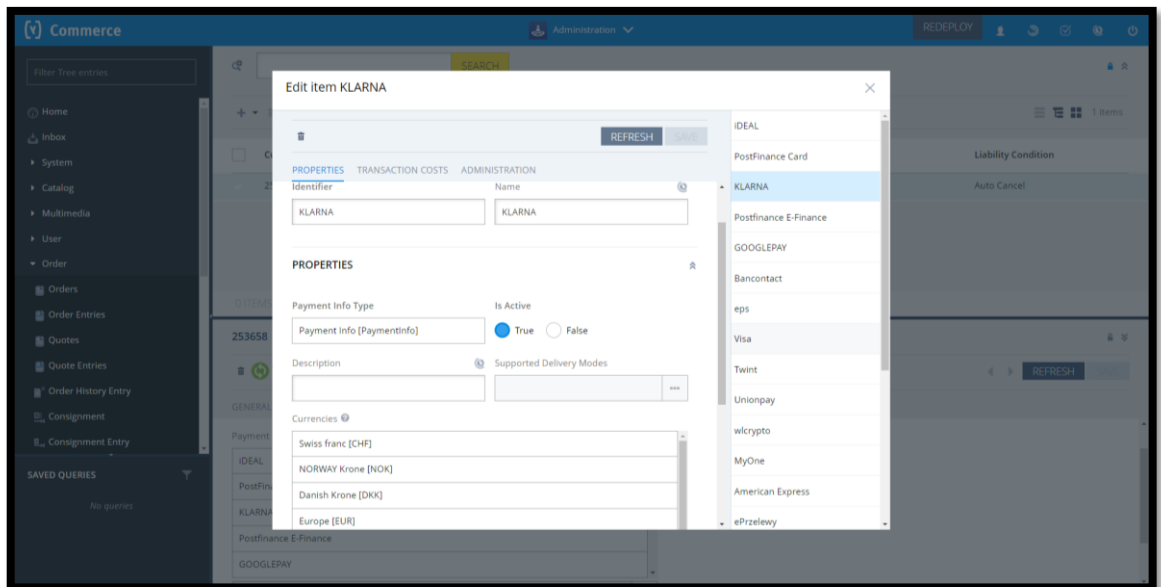 Commerce
Administration
REDEPLOY
Filter Tree entries
SEARCH
Home
Inbox
System
Catalog
Multimedia
User
Order
Orders
Order Entries
Quotes
Quote Entries
Order History Entry
Consignment
Consignment Entry
SAVED QUERIES
No queries
1 items
Liability Condition
Auto Cancel
Edit item KLARNA
REFRESH SAVE
PROPERTIES TRANSACTION COSTS ADMINISTRATION
Identifier Name
KLARNA KLARNA
PROPERTIES
Payment Info Type Is Active
Payment Info [PaymentInfo] True False
Description Supported Delivery Modes
Currencies
Swiss franc [CHF]
NORWAY Krone [NOK]
Danish Krone [DKK]
Europe [EUR]
iDEAL
PostFinance Card
KLARNA
Postfinance E-Finance
GOOGLEPAY
Bancontact
eps
Visa
Twint
Unionpay
wlcrypto
MyOne
American Express
ePrzelewy
0 ITEMS
253658
REFRESH SAVE
GENERAL
Payment
iDEAL
PostFin
KLARNA
Postfinance E-Finance
GOOGLEPAY